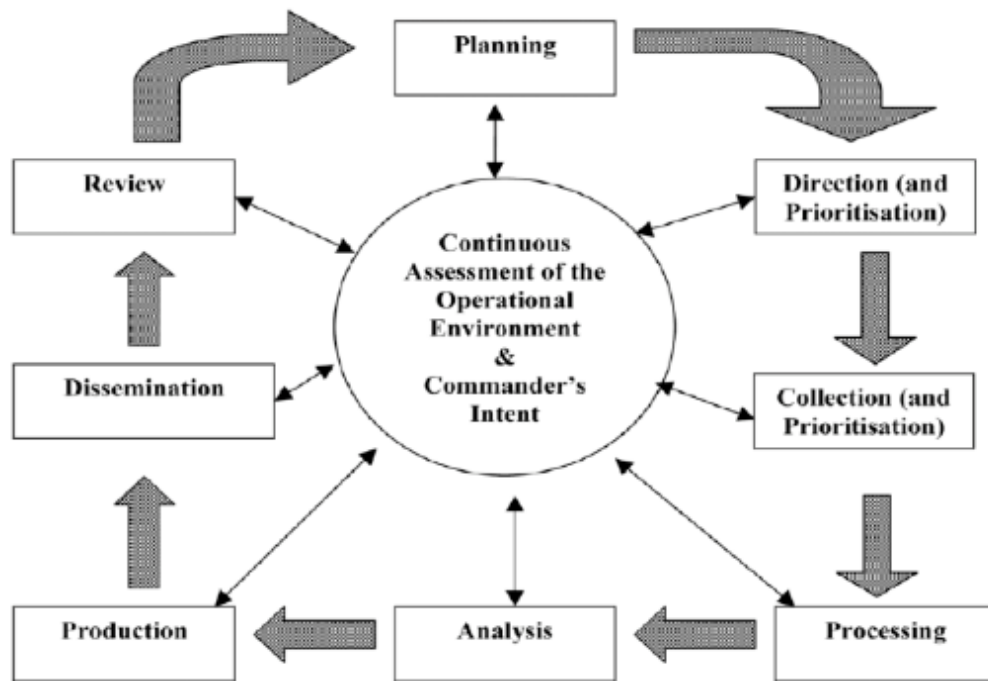 Planning
Review
Direction (and
Prioritisation)
Continuous
Assessment of the
Operational
Environment
&
Commander's
Intent
Dissemination
Collection (and
Prioritisation)
Production
Analysis
Processing